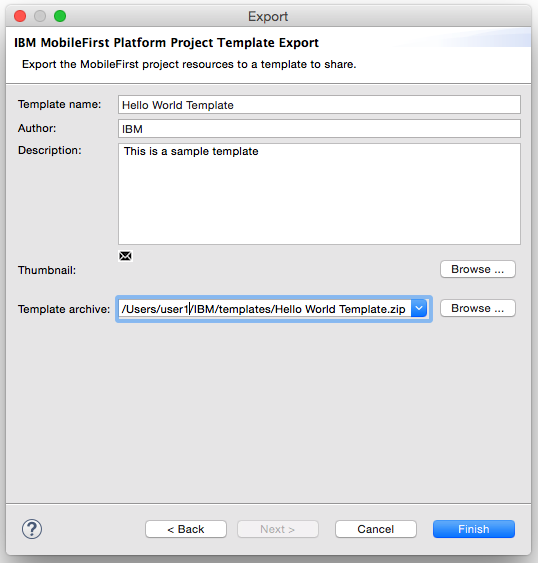 Export
IBM MobileFirst Platform Project Template Export
Export the MobileFirst project resources to a template to share.
Template name: Hello World Template
Author: IBM
Description: This is a sample template
Thumbnail: Browse ...
Template archive: /Users/user1/IBM/templates/Hello World Template.zip Browse ...
? < Back Next > Cancel Finish